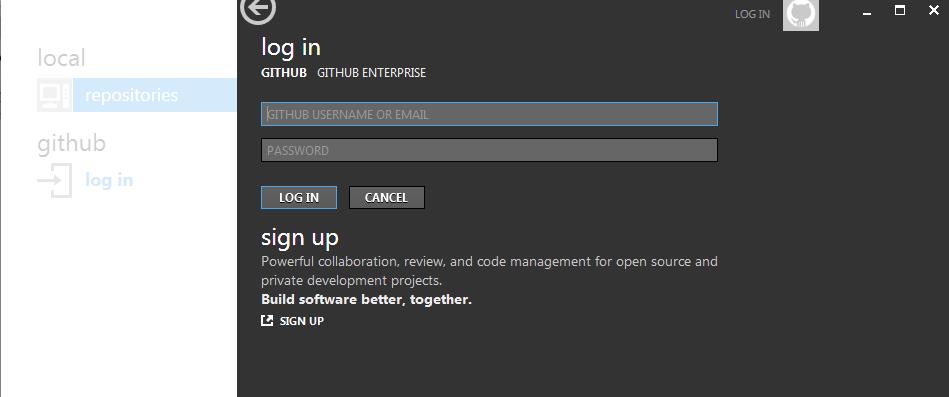 local
repositories
github
log in
LOG IN
log in
GITHUB GITHUB ENTERPRISE
GITHUB USERNAME OR EMAIL
PASSWORD
LOG IN CANCEL
sign up
Powerful collaboration, review, and code management for open source and
private development projects.
Build software better, together.
SIGN UP